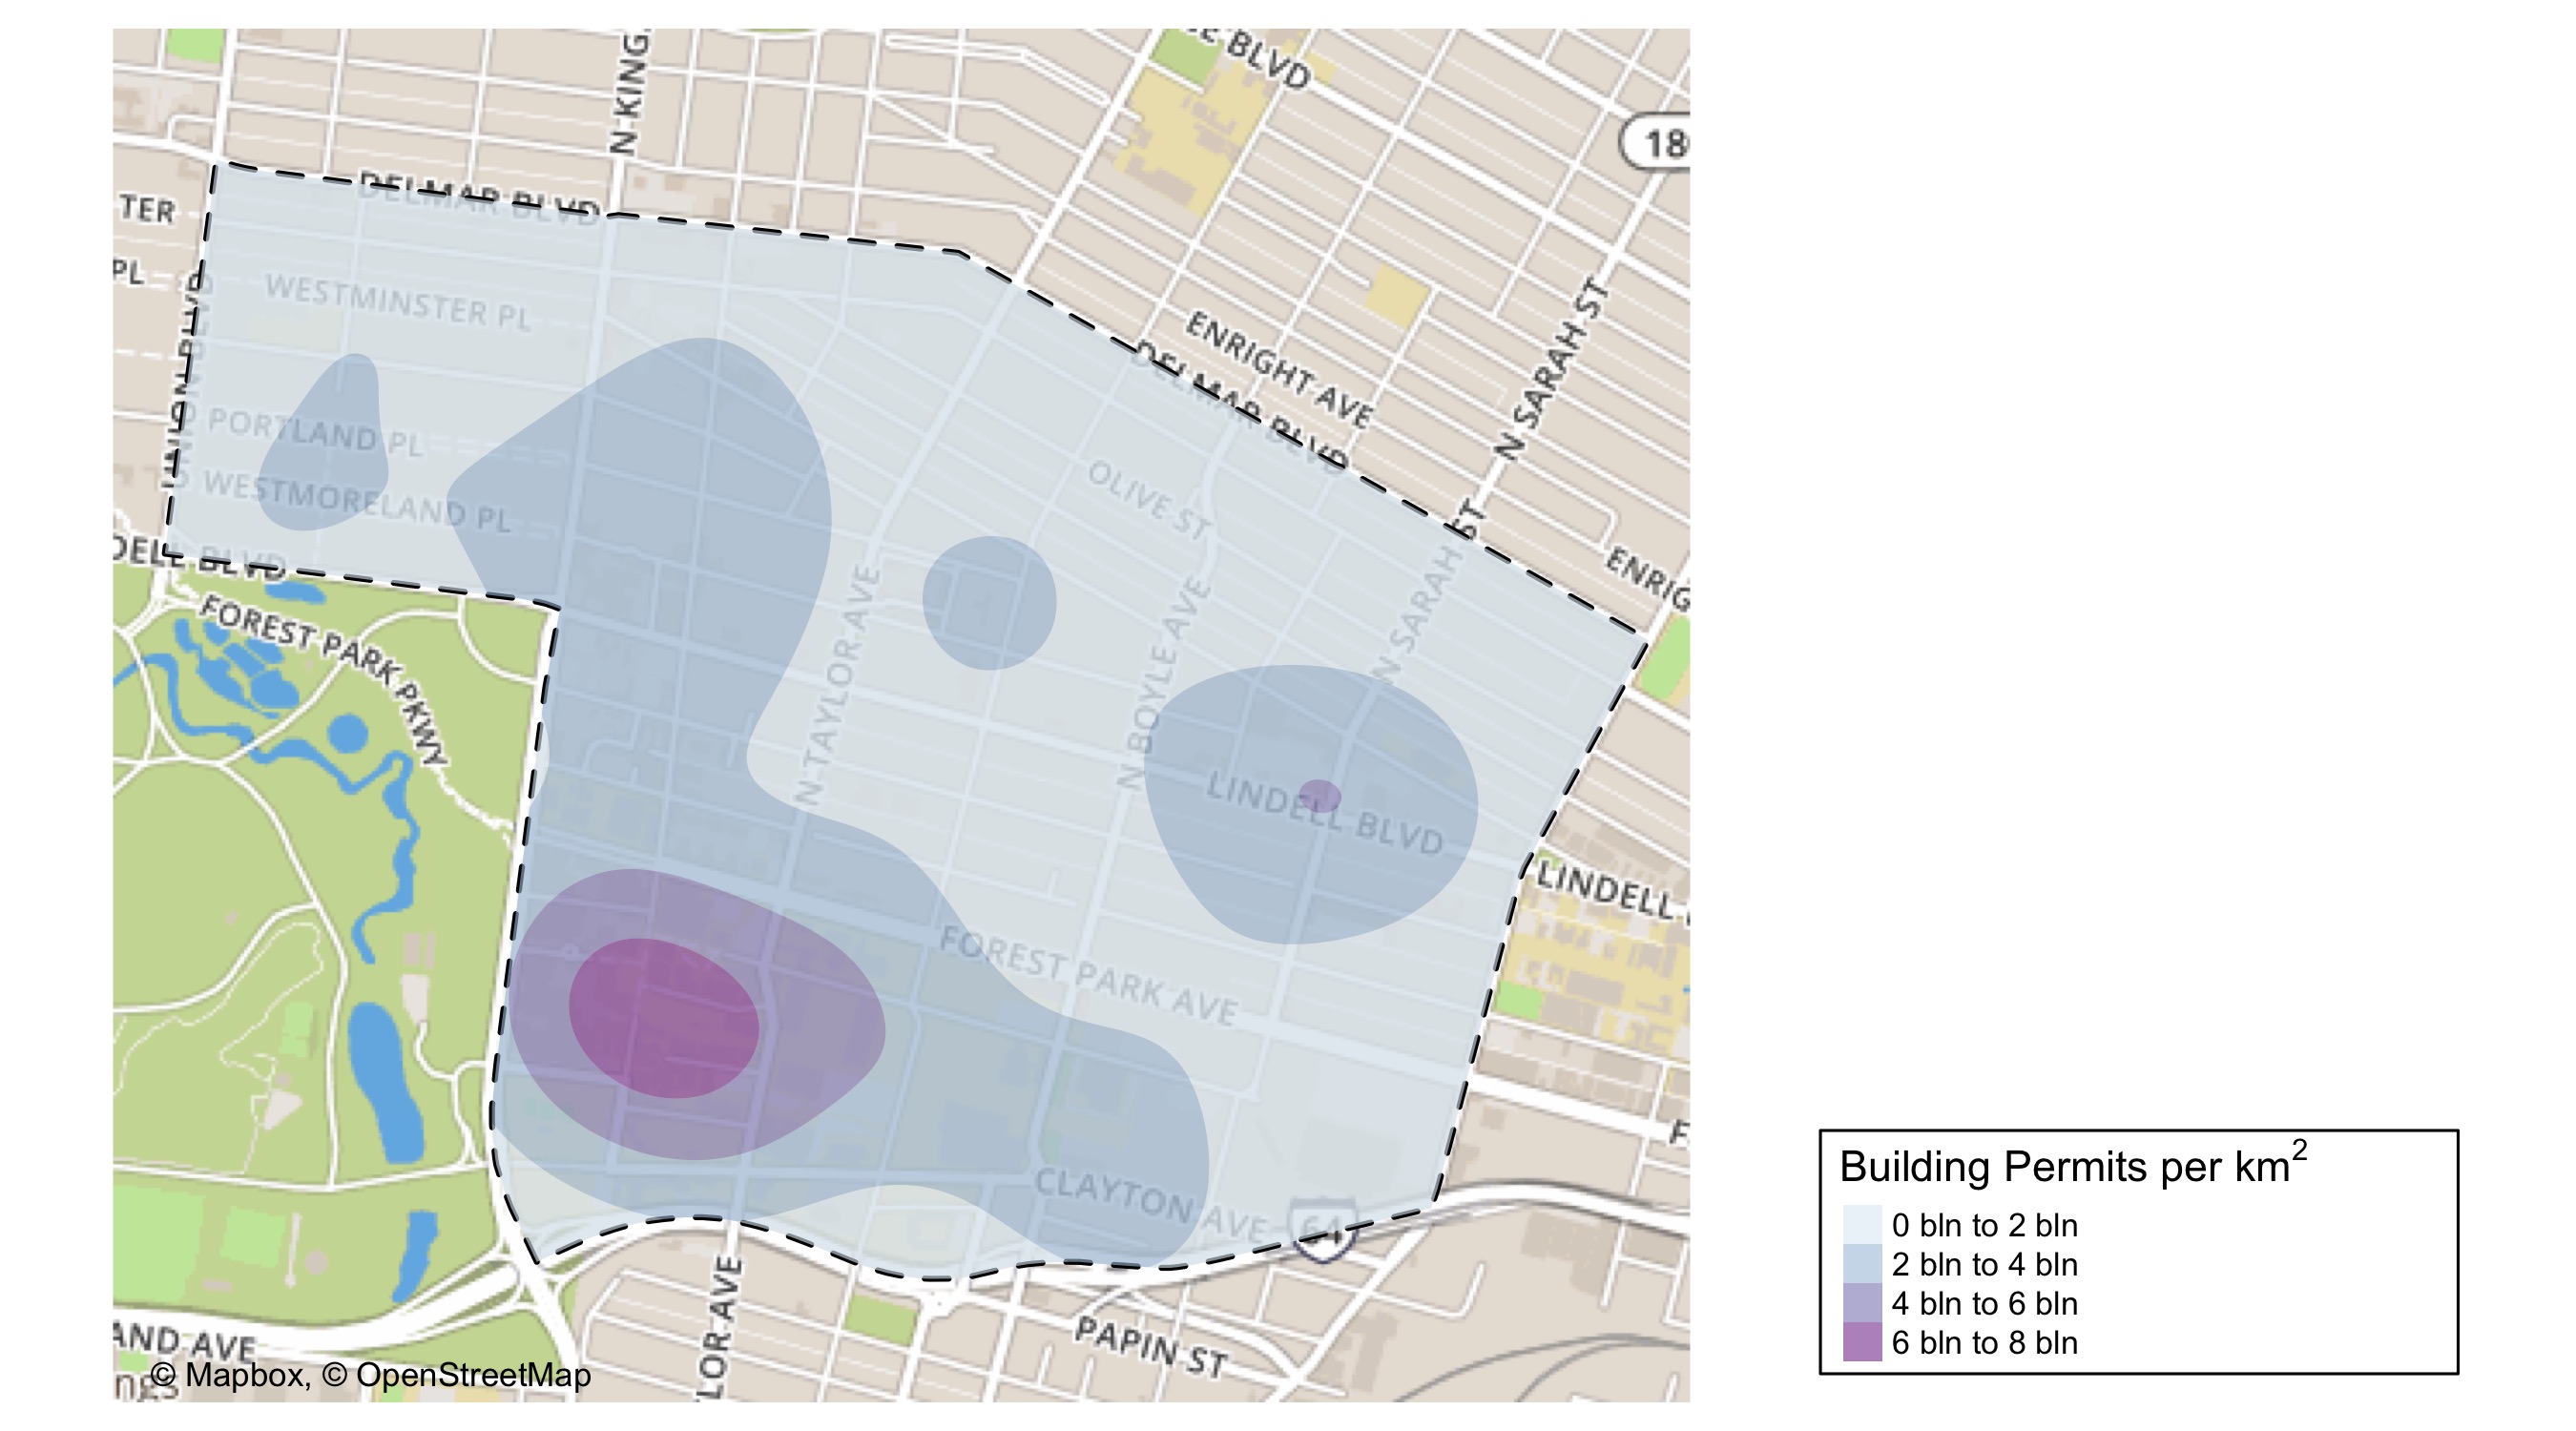 BLVD
N KING
18
TER
DELMAR BLVD
PL
WESTMINSTER PL
UNION BLVD
ENRIGHT AVE
N SARAH ST
DELMAR BLVD
PORTLAND PL
OLIVE ST
WESTMORELAND PL
DELL BLVD
ENRIG
FOREST PARK PKWY
N TAYLOR AVE
N BOYLE AVE
N SARAH ST
LINDELL BLVD
LINDELL
FOREST PARK AVE
F
CLAYTON AVE
64
LOR AVE
PAPIN ST
AND AVE
© Mapbox, © OpenStreetMap
Building Permits per km2
0 bln to 2 bln
2 bln to 4 bln
4 bln to 6 bln
6 bln to 8 bln